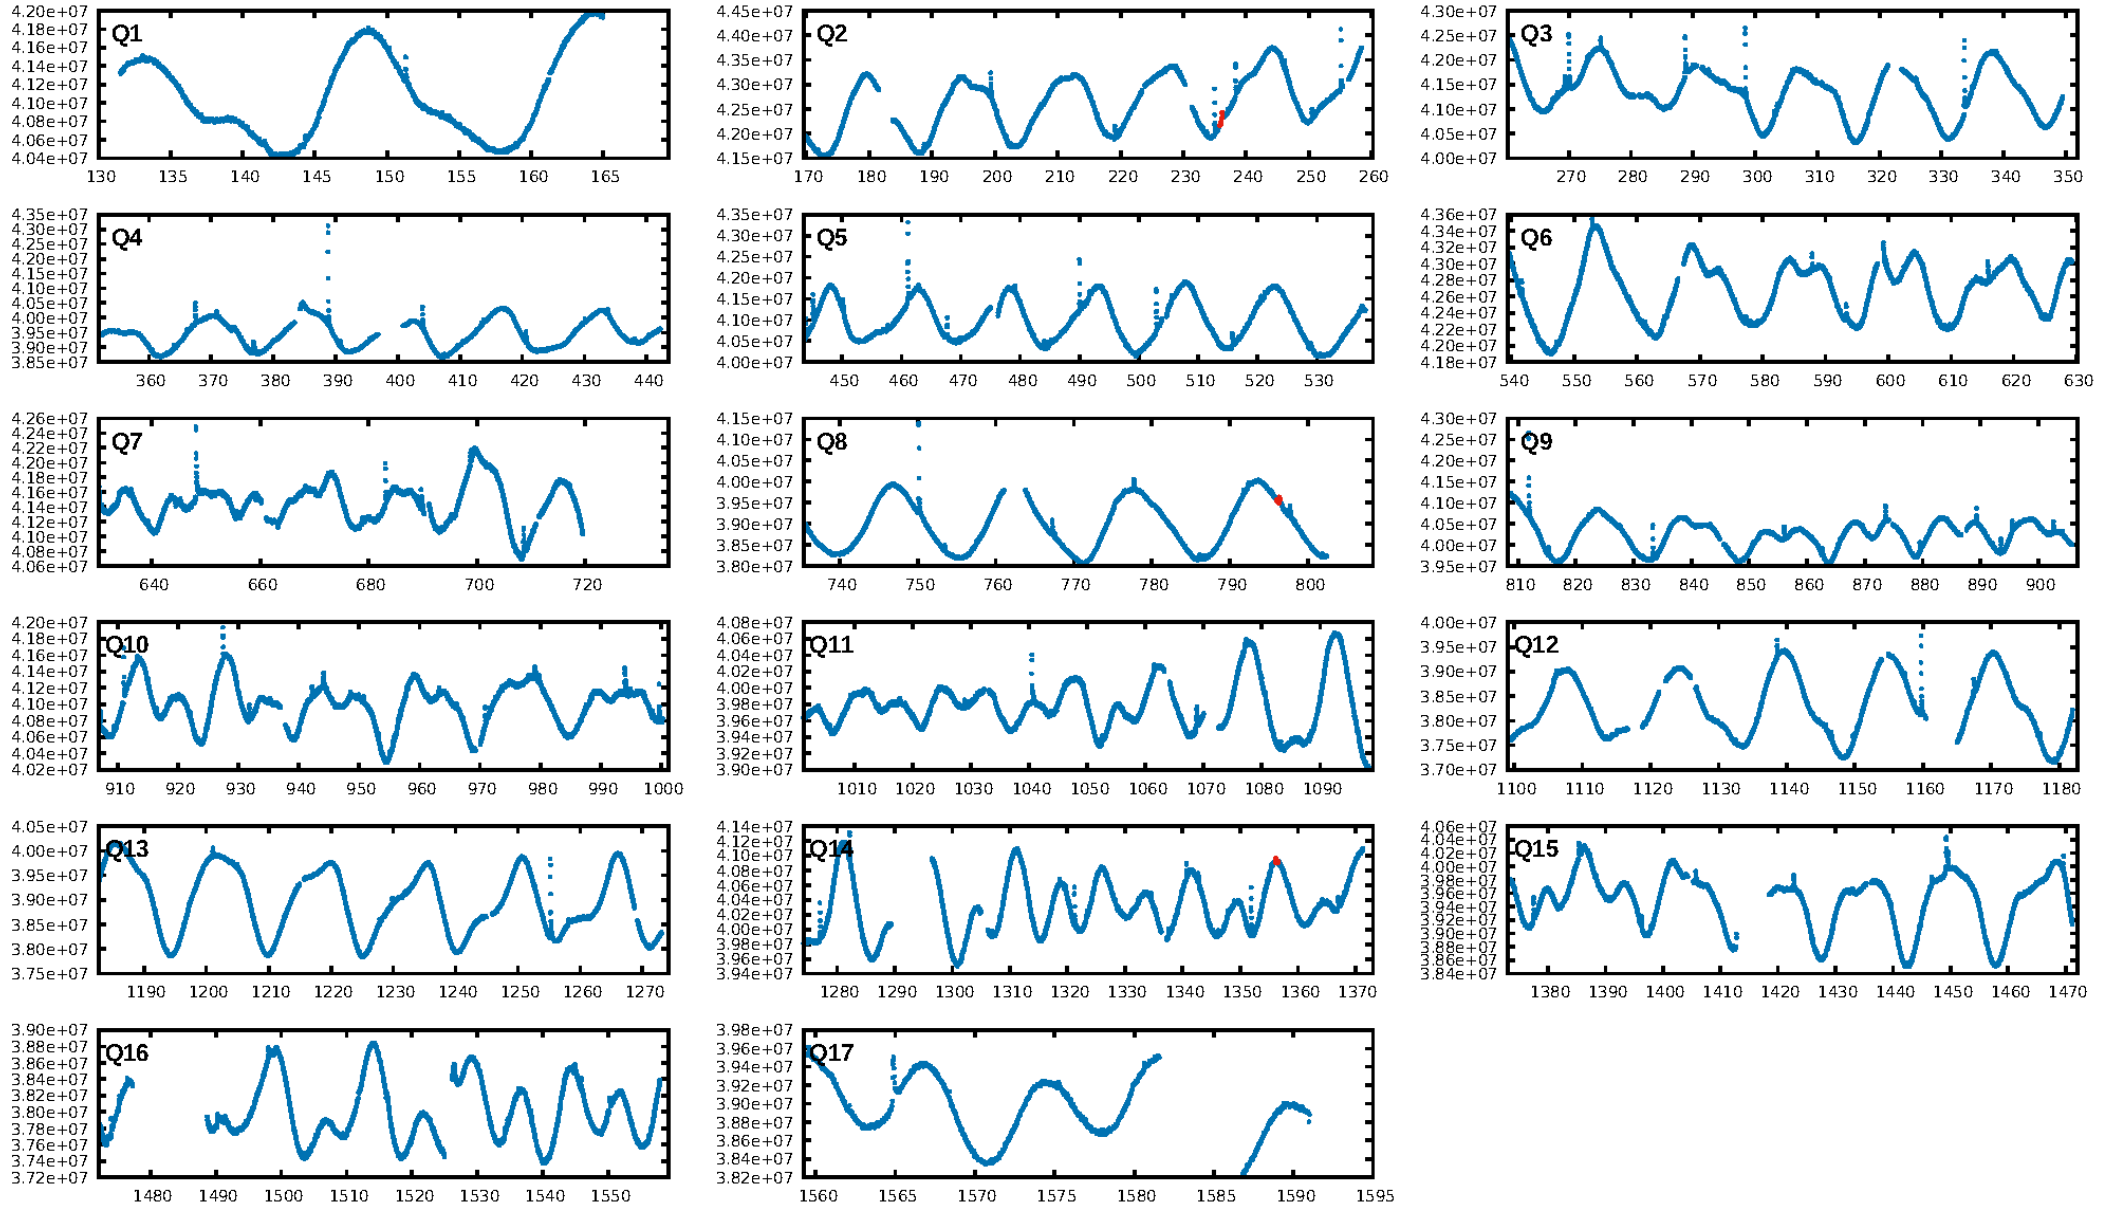 4.20e+07
4.18e+07
4.16e+07
4.14e+07
4.12e+07
4.10e+07
4.08e+07
4.06e+07
4.04e+07
Q1
130 135 140 145 150 155 160 165
4.45e+07
4.40e+07
4.35e+07
4.30e+07
4.25e+07
4.20e+07
4.15e+07
Q2
170 180 190 200 210 220 230 240 250 260
4.30e+07
4.25e+07
4.20e+07
4.15e+07
4.10e+07
4.05e+07
4.00e+07
Q3
270 280 290 300 310 320 330 340 350
4.35e+07
4.30e+07
4.25e+07
4.20e+07
4.15e+07
4.10e+07
4.05e+07
4.00e+07
3.95e+07
3.90e+07
3.85e+07
Q4
360 370 380 390 400 410 420 430 440
4.35e+07
4.30e+07
4.25e+07
4.20e+07
4.15e+07
4.10e+07
4.05e+07
4.00e+07
Q5
450 460 470 480 490 500 510 520 530
4.36e+07
4.34e+07
4.32e+07
4.30e+07
4.28e+07
4.26e+07
4.24e+07
4.22e+07
4.20e+07
4.18e+07
Q6
540 550 560 570 580 590 600 610 620 630
4.26e+07
4.24e+07
4.22e+07
4.20e+07
4.18e+07
4.16e+07
4.14e+07
4.12e+07
4.10e+07
4.08e+07
4.06e+07
Q7
640 660 680 700 720
4.15e+07
4.10e+07
4.05e+07
4.00e+07
3.95e+07
3.90e+07
3.85e+07
3.80e+07
Q8
740 750 760 770 780 790 800
4.30e+07
4.25e+07
4.20e+07
4.15e+07
4.10e+07
4.05e+07
4.00e+07
3.95e+07
Q9
810 820 830 840 850 860 870 880 890 900
4.20e+07
4.18e+07
4.16e+07
4.14e+07
4.12e+07
4.10e+07
4.08e+07
4.06e+07
4.04e+07
4.02e+07
Q10
910 920 930 940 950 960 970 980 990 1000
4.08e+07
4.06e+07
4.04e+07
4.02e+07
4.00e+07
3.98e+07
3.96e+07
3.94e+07
3.92e+07
3.90e+07
Q11
1010 1020 1030 1040 1050 1060 1070 1080 1090
4.00e+07
3.95e+07
3.90e+07
3.85e+07
3.80e+07
3.75e+07
3.70e+07
Q12
1100 1110 1120 1130 1140 1150 1160 1170 1180
4.05e+07
4.00e+07
3.95e+07
3.90e+07
3.85e+07
3.80e+07
3.75e+07
Q13
1190 1200 1210 1220 1230 1240 1250 1260 1270
4.14e+07
4.12e+07
4.10e+07
4.08e+07
4.06e+07
4.04e+07
4.02e+07
4.00e+07
3.98e+07
3.96e+07
3.94e+07
Q14
1280 1290 1300 1310 1320 1330 1340 1350 1360 1370
4.06e+07
4.04e+07
4.02e+07
4.00e+07
3.98e+07
3.96e+07
3.94e+07
3.92e+07
3.90e+07
3.88e+07
3.86e+07
3.84e+07
Q15
1380 1390 1400 1410 1420 1430 1440 1450 1460 1470
3.90e+07
3.88e+07
3.86e+07
3.84e+07
3.82e+07
3.80e+07
3.78e+07
3.76e+07
3.74e+07
3.72e+07
Q16
1480 1490 1500 1510 1520 1530 1540 1550
3.98e+07
3.96e+07
3.94e+07
3.92e+07
3.90e+07
3.88e+07
3.86e+07
3.84e+07
3.82e+07
Q17
1560 1565 1570 1575 1580 1585 1590 1595